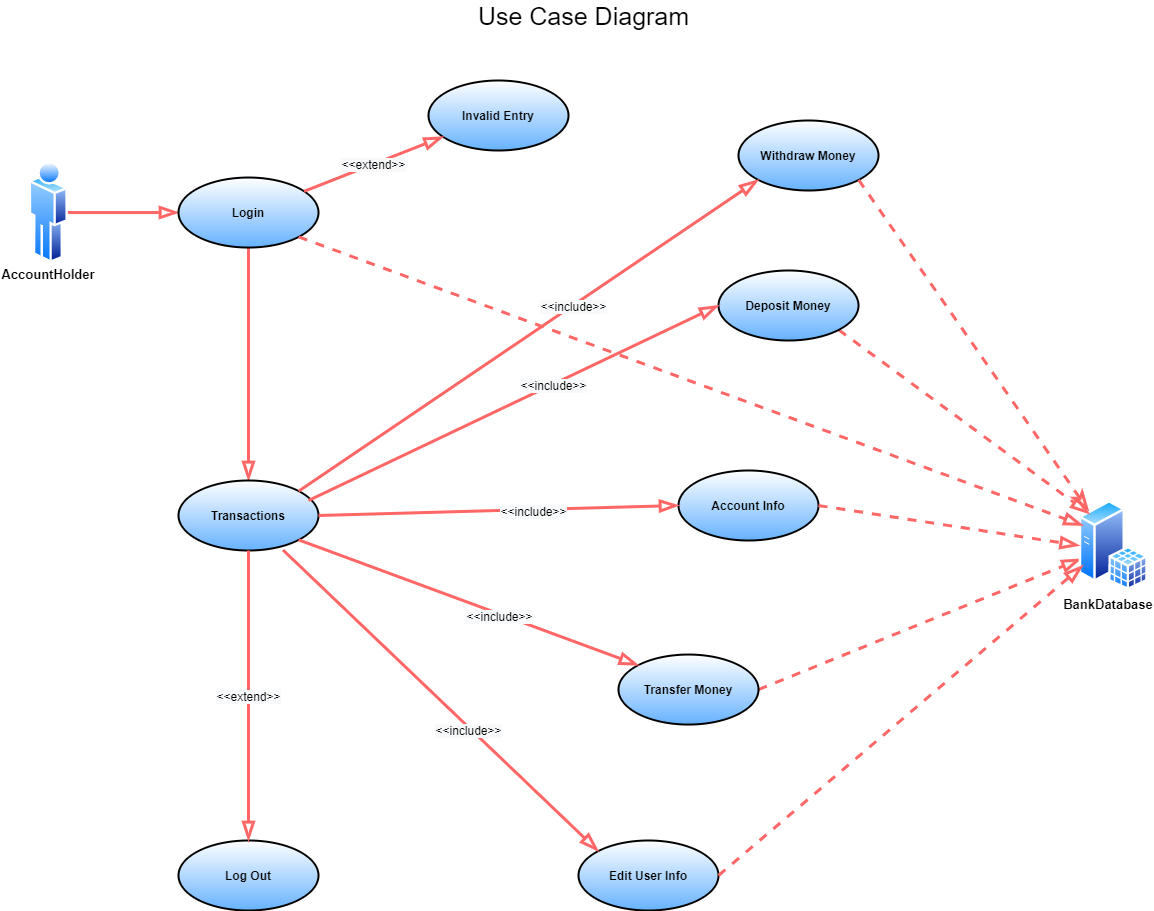 Use Case Diagram
Invalid Entry
Withdraw Money
<<extend>>
Login
AccountHolder
<<include>>
Deposit Money
<<include>>
Transactions
<<include>>
Account Info
BankDatabase
<<include>>
Transfer Money
<<extend>>
<<include>>
Log Out
Edit User Info